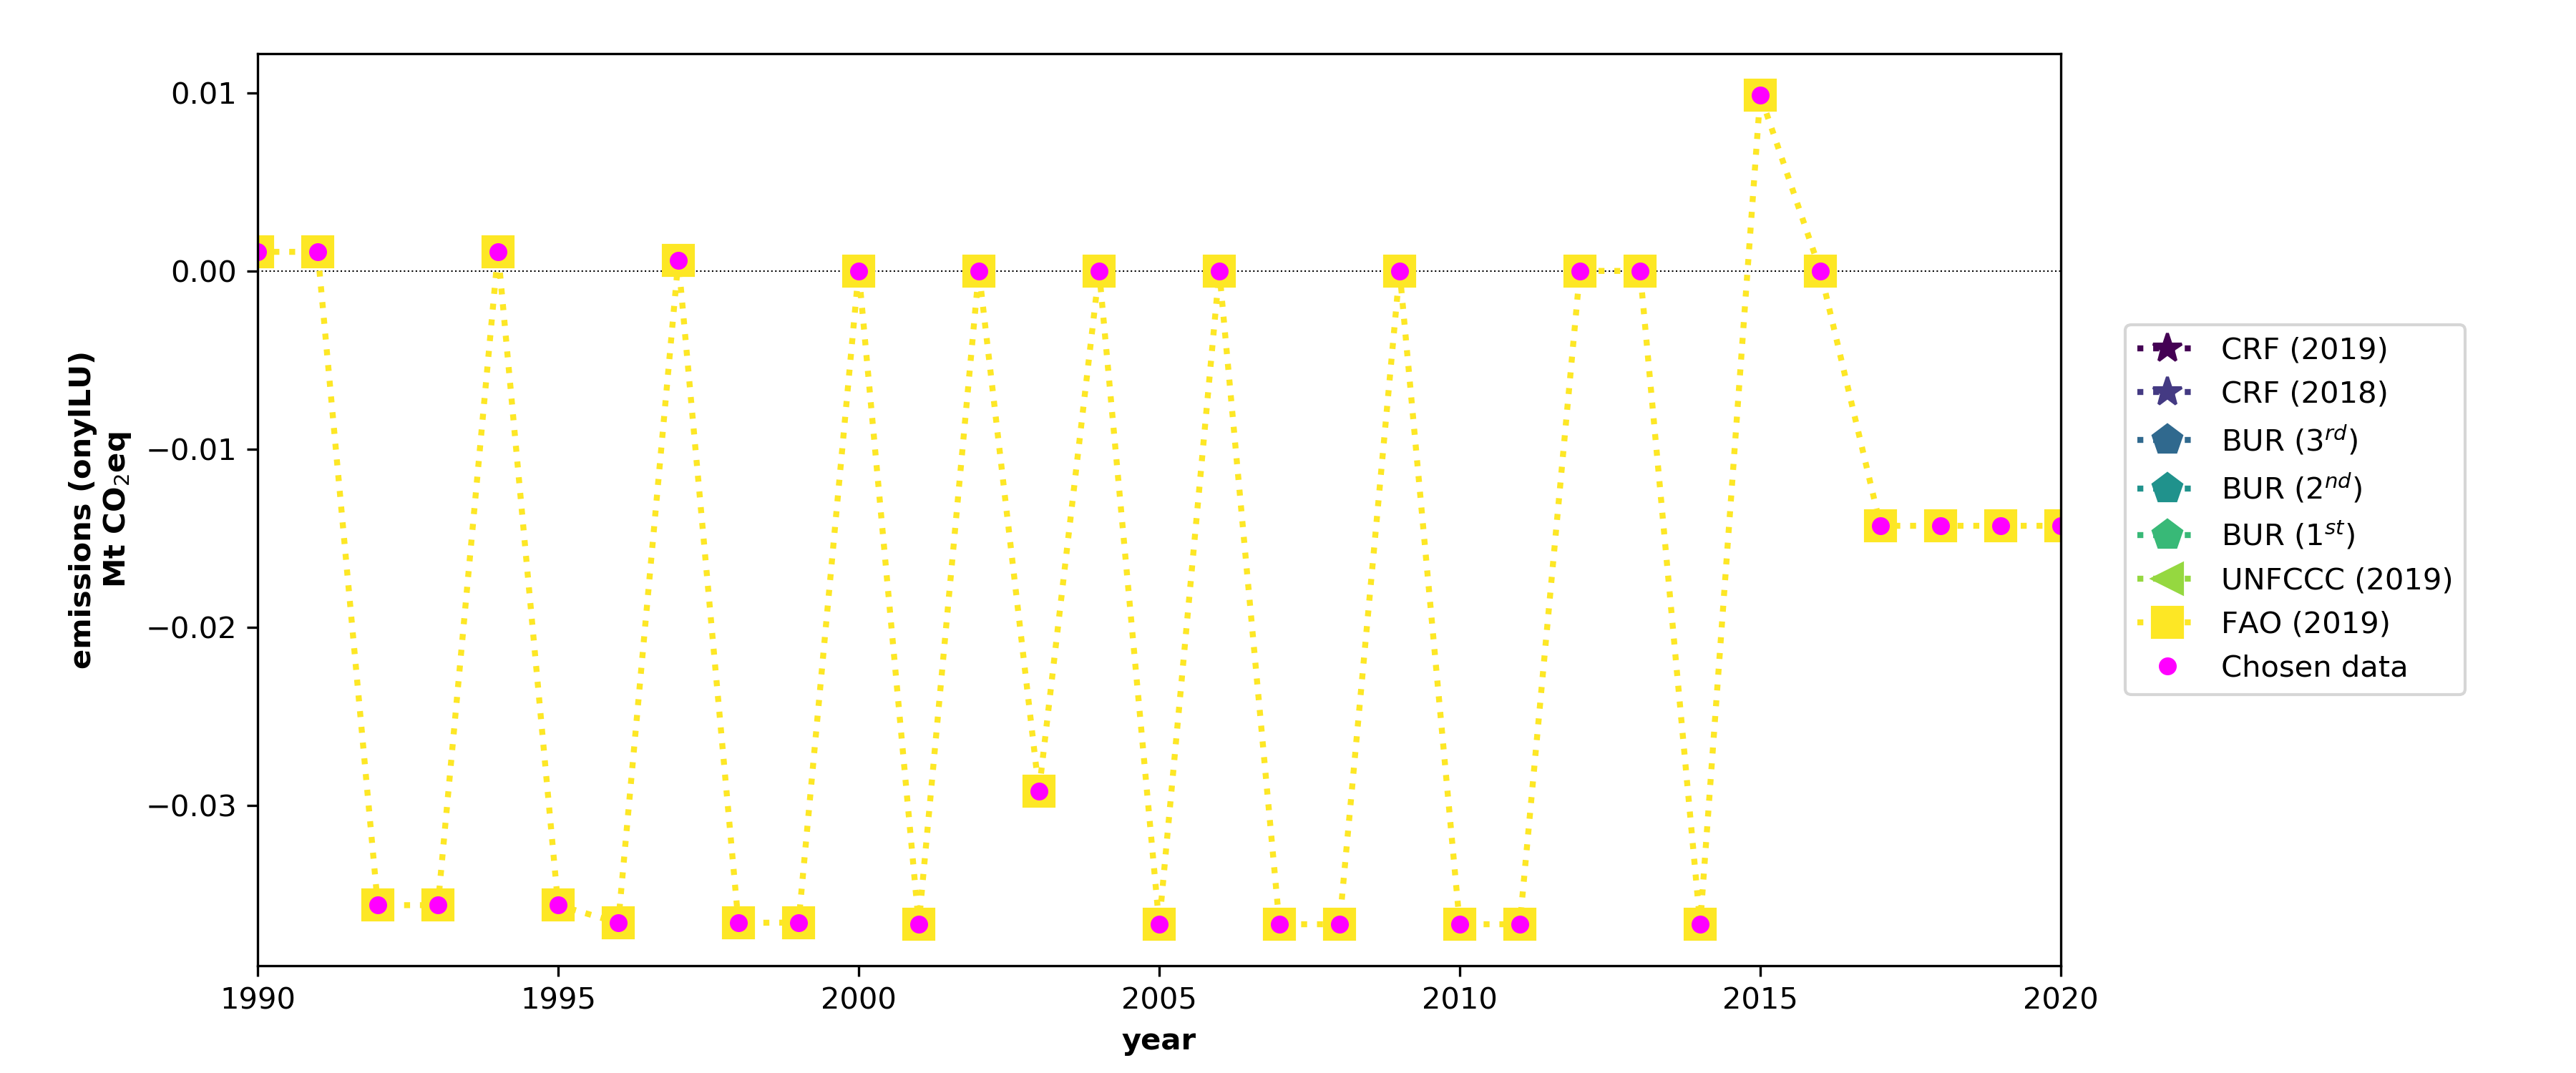 emissions (onylLU)
Mt CO₂eq
0.01
0.00
−0.01
−0.02
−0.03
1990
1995
2000
2005
2010
2015
2020
year
CRF (2019)
CRF (2018)
BUR (3rd)
BUR (2nd)
BUR (1st)
UNFCCC (2019)
FAO (2019)
Chosen data